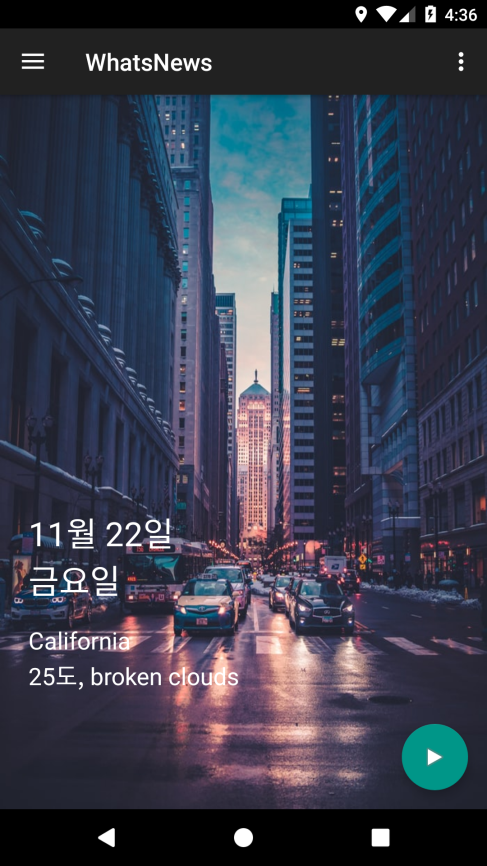 4:36
WhatsNews
11월 22일
금요일
California
25도, broken clouds